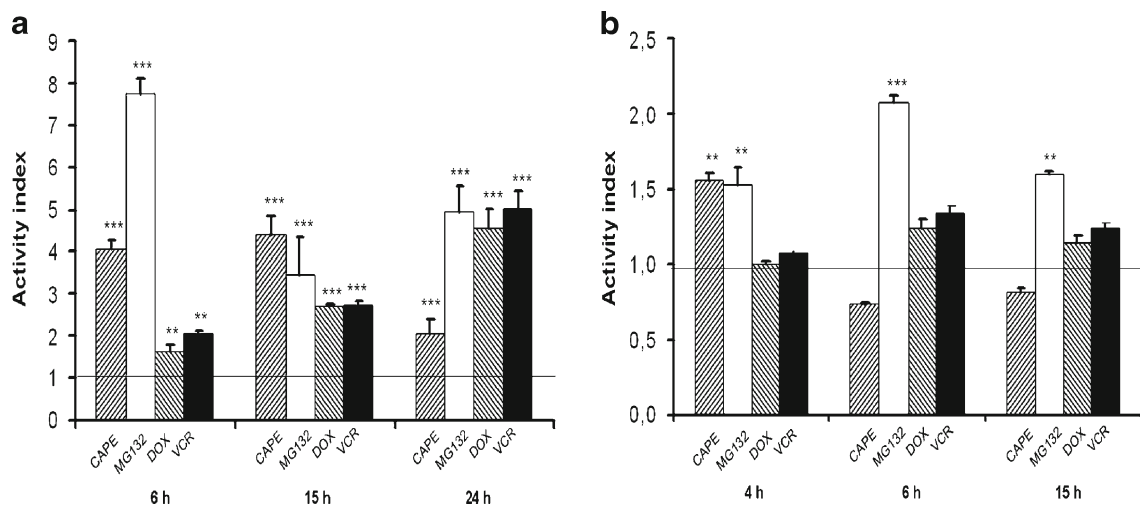 a
Activity index
9
8
7
6
5
4
3
2
1
0
***
***
**
**
***
***
***
***
***
***
***
***
CAPE MG132 DOX VCR
CAPE MG132 DOX VCR
CAPE MG132 DOX VCR
6 h 15 h 24 h
b
Activity index
2,5
2,0
1,5
1,0
0,5
0,0
**
**
***
**
CAPE MG132 DOX VCR
CAPE MG132 DOX VCR
CAPE MG132 DOX VCR
4 h 6 h 15 h